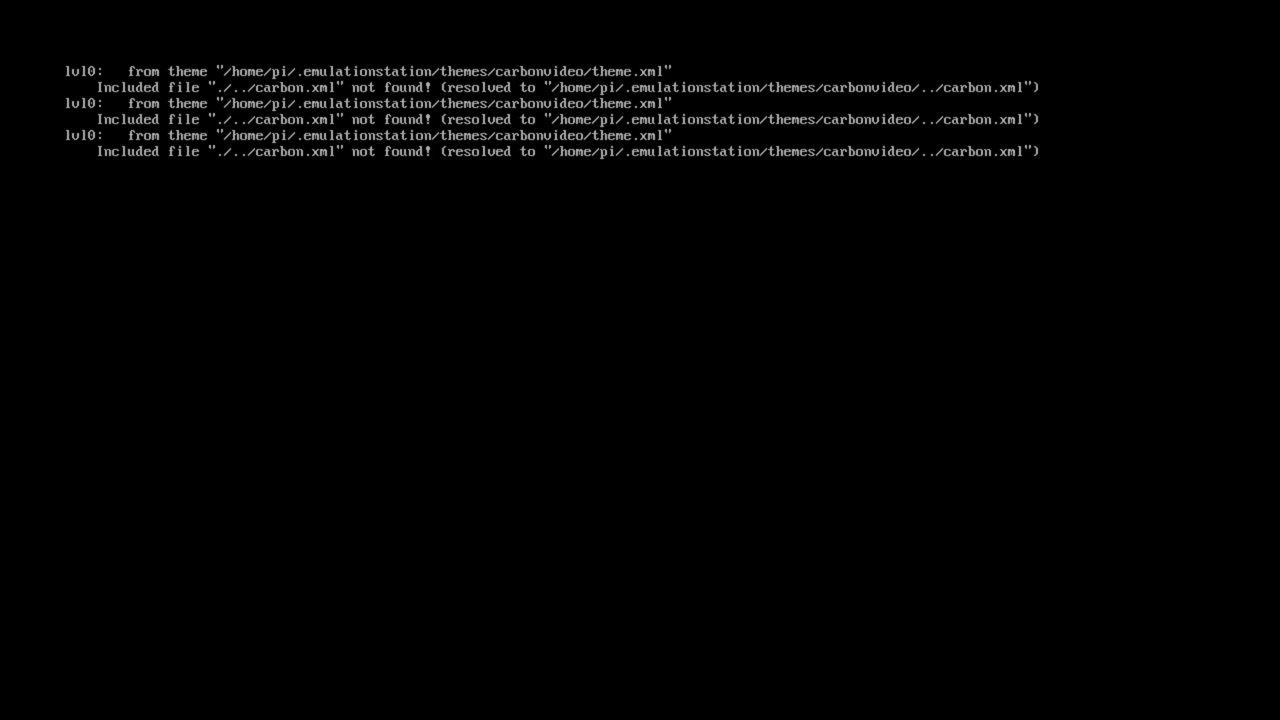 lvl0:   from theme "/home/pi/.emulationstation/themes/carbonvideo/theme.xml"
    Included file "./../carbon.xml" not found! (resolved to "/home/pi/.emulationstation/themes/carbonvideo/../carbon.xml")
lvl0:   from theme "/home/pi/.emulationstation/themes/carbonvideo/theme.xml"
    Included file "./../carbon.xml" not found! (resolved to "/home/pi/.emulationstation/themes/carbonvideo/../carbon.xml")
lvl0:   from theme "/home/pi/.emulationstation/themes/carbonvideo/theme.xml"
    Included file "./../carbon.xml" not found! (resolved to "/home/pi/.emulationstation/themes/carbonvideo/../carbon.xml")